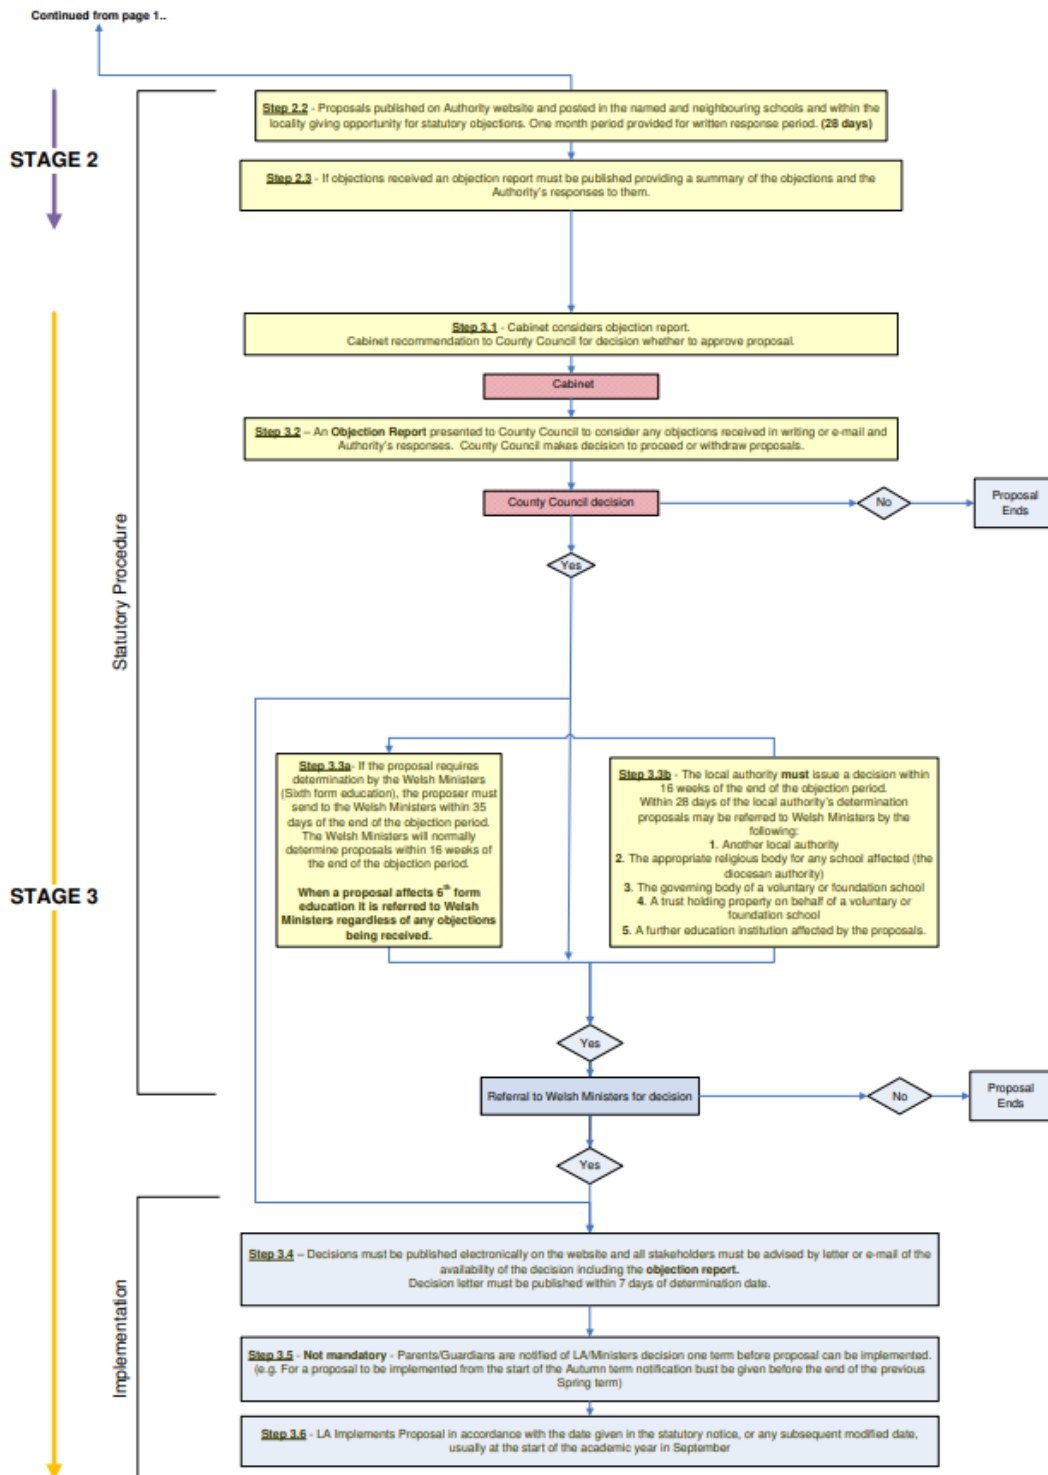 Continued from page 1..
STAGE 2
Statutory Procedure
Step 2.2 - Proposals published on Authority website and posted in the named and neighbouring schools and within the
locality giving opportunity for statutory objections. One month period provided for written response period. (28 days)
Step 2.3 - If objections received an objection report must be published providing a summary of the objections and the
Authority's responses to them.
STAGE 3
Step 3.1 - Cabinet considers objection report.
Cabinet recommendation to County Council for decision whether to approve proposal.
Cabinet
Step 3.2 – An Objection Report presented to County Council to consider any objections received in writing or e-mail and
Authority's responses. County Council makes decision to proceed or withdraw proposals.
County Council decision
No
Proposal
Ends
Yes
Step 3.3a- If the proposal requires
determination by the Welsh Ministers
(Sixth form education), the proposer must
send to the Welsh Ministers within 35
days of the end of the objection period.
The Welsh Ministers will normally
determine proposals within 16 weeks of
the end of the objection period.
When a proposal affects 6th form
education it is referred to Welsh
Ministers regardless of any objections
being received.
Step 3.3b - The local authority must issue a decision within
16 weeks of the end of the objection period.
Within 28 days of the local authority's determination
proposals may be referred to Welsh Ministers by the
following:
1. Another local authority
2. The appropriate religious body for any school affected (the
diocesan authority)
3. The governing body of a voluntary or foundation school
4. A trust holding property on behalf of a voluntary or
foundation school
5. A further education institution affected by the proposals.
Yes
Referral to Welsh Ministers for decision
No
Proposal
Ends
Yes
Implementation
Step 3.4 – Decisions must be published electronically on the website and all stakeholders must be advised by letter or e-mail of the
availability of the decision including the objection report.
Decision letter must be published within 7 days of determination date.
Step 3.5 - Not mandatory - Parents/Guardians are notified of LA/Ministers decision one term before proposal can be implemented.
(e.g. For a proposal to be implemented from the start of the Autumn term notification bust be given before the end of the previous
Spring term)
Step 3.6 - LA Implements Proposal in accordance with the date given in the statutory notice, or any subsequent modified date,
usually at the start of the academic year in September